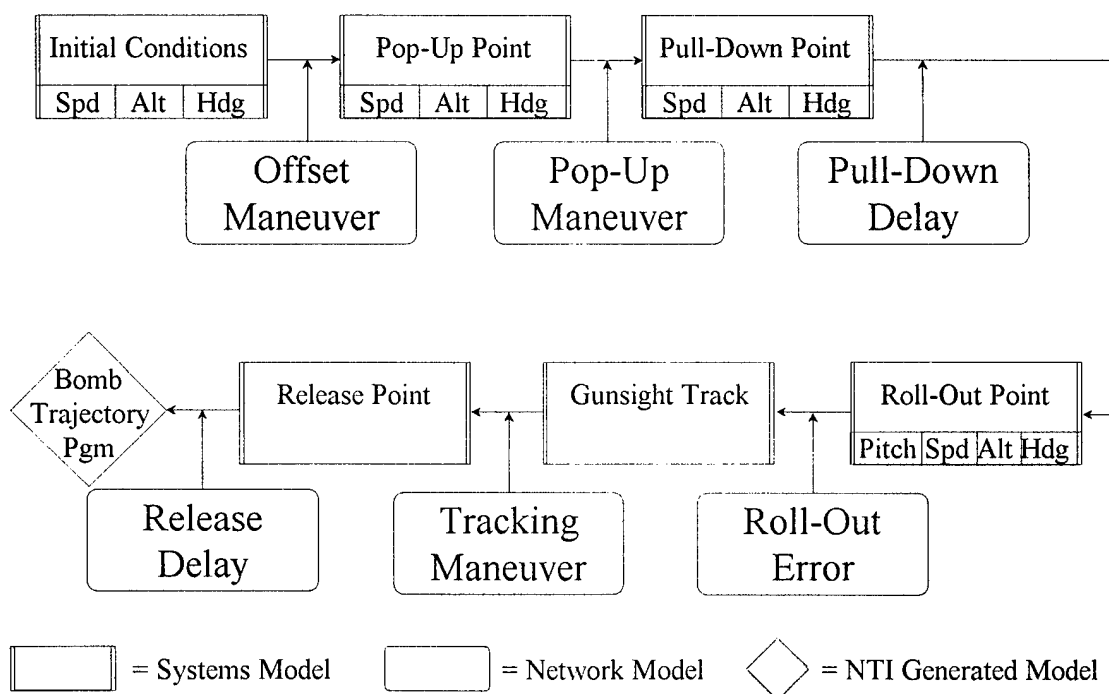 Initial Conditions
Spd Alt Hdg
Pop-Up Point
Spd Alt Hdg
Pull-Down Point
Spd Alt Hdg
Offset
Maneuver
Pop-Up
Maneuver
Pull-Down
Delay
Bomb
Trajectory
Pgm
Release Point
Gunsight Track
Roll-Out Point
Pitch Spd Alt Hdg
Release
Delay
Tracking
Maneuver
Roll-Out
Error
= Systems Model
= Network Model
= NTI Generated Model